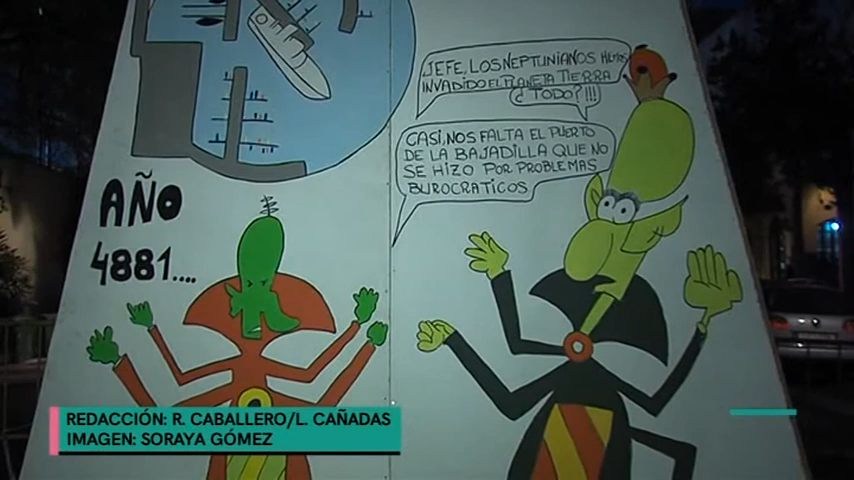 JEFE, LOS NEPTUNIANOS HEMOS
INVADIDO EL PLANETA TIERRA
¿TODO?!!!
CASI, NOS FALTA EL PUERTO
DE LA BAJADILLA QUE NO
SE HIZO POR PROBLEMAS
BUROCRATICOS
AÑO
4881....
REDACCIÓN: R. CABALLERO/L. CAÑADAS
IMAGEN: SORAYA GÓMEZ